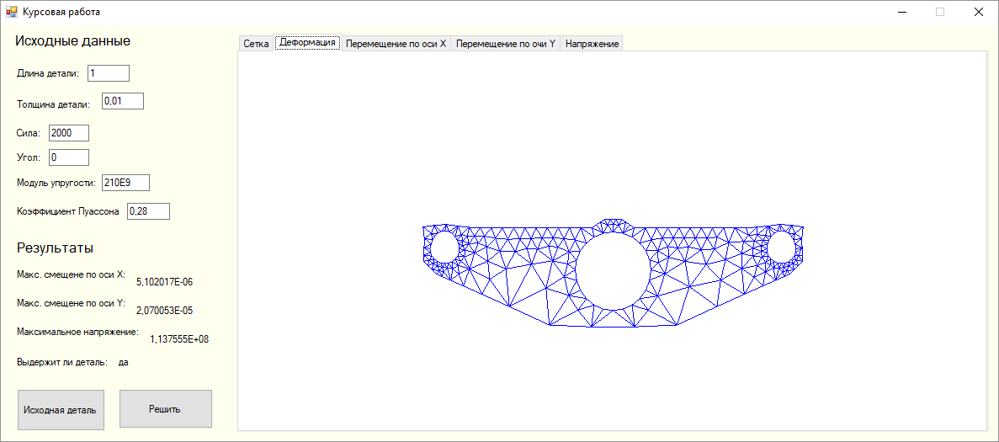 Курсовая работа
Исходные данные
Длина детали: 1
Толщина детали: 0,01
Сила: 2000
Угол: 0
Модуль упругости: 210E9
Коэффициент Пуассона 0,28
Результаты
Макс. смещене по оси X: 5,102017E-06
Макс. смещене по оси Y: 2,070053E-05
Максимальное напряжение: 1,137555E+08
Выдержит ли деталь: да
Исходная деталь Решить
Сетка Деформация Перемещение по оси X Перемещение по очи Y Напряжение